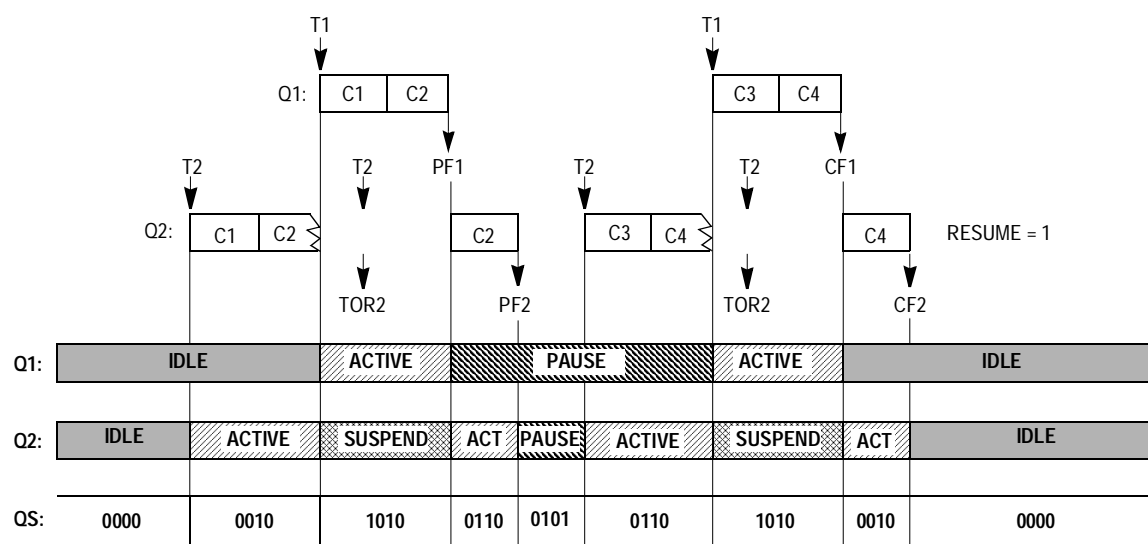 T1 T1
Q1: C1 C2 C3 C4
T2 T2 PF1 T2 T2 CF1
Q2: C1 C2 C2 C3 C4 C4 RESUME = 1
TOR2 PF2 TOR2 CF2
Q1: IDLE ACTIVE PAUSE ACTIVE IDLE
Q2: IDLE ACTIVE SUSPEND ACT PAUSE ACTIVE SUSPEND ACT IDLE
QS: 0000 0010 1010 0110 0101 0110 1010 0010 0000